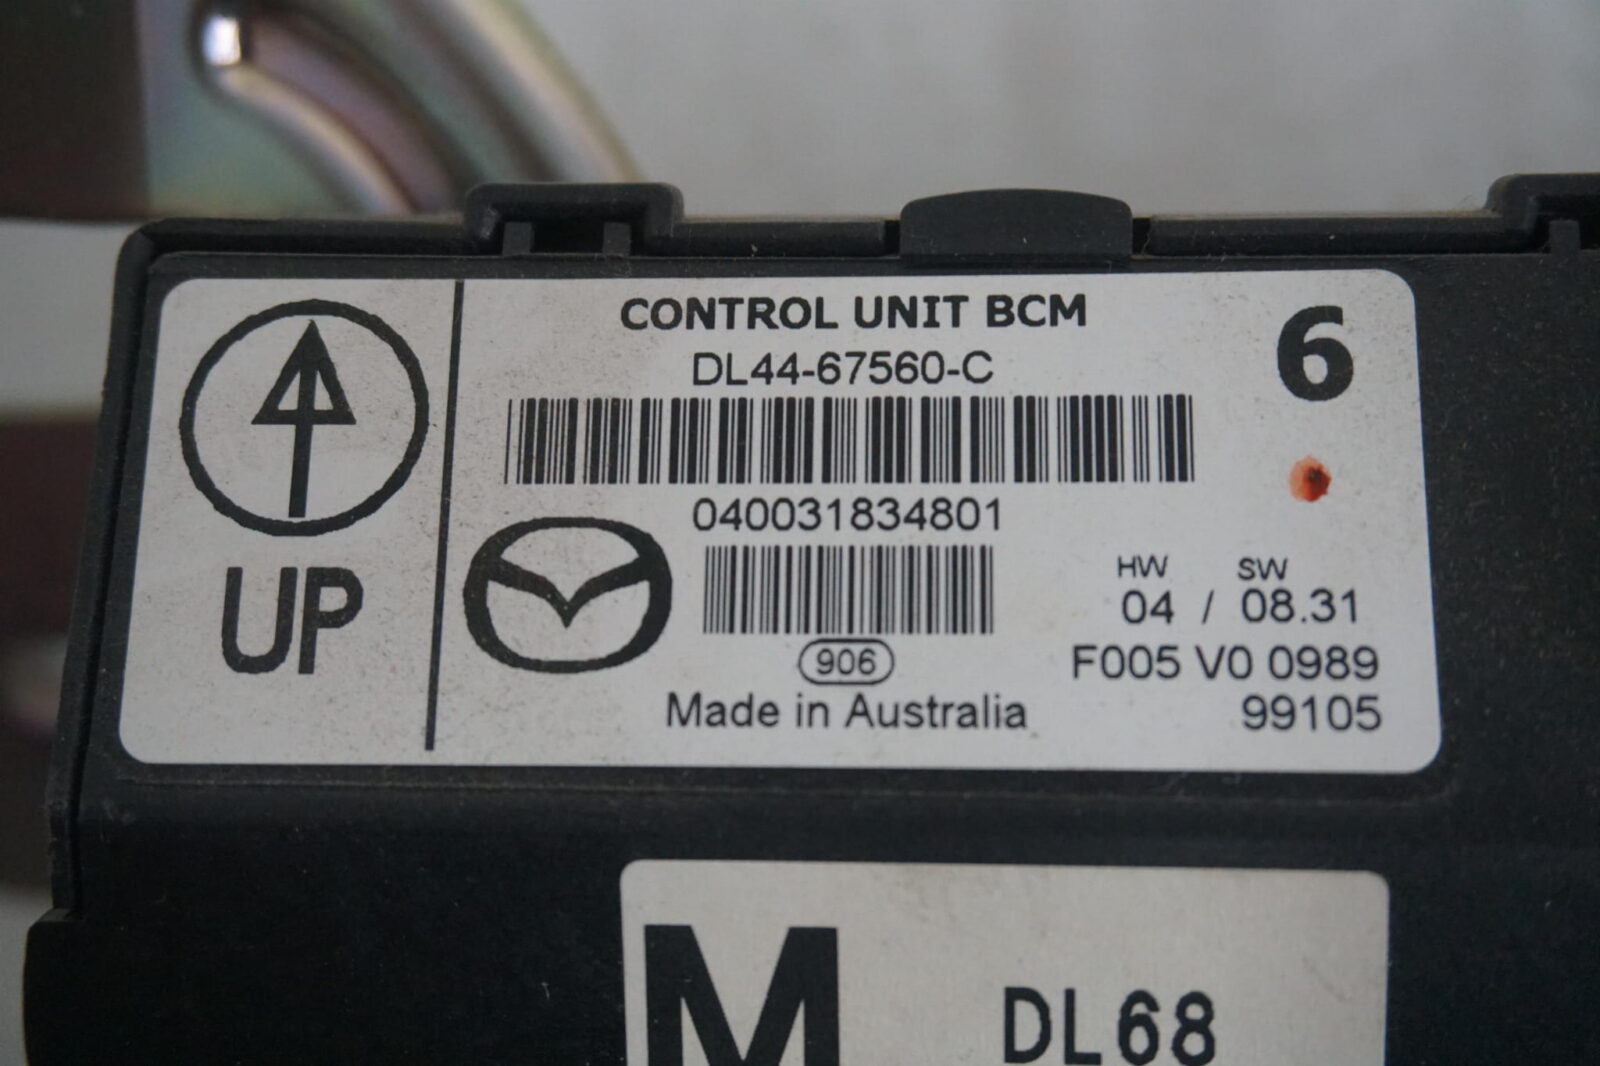 CONTROL UNIT BCM
6
DL44-67560-C
040031834801
UP
HW SW
04 / 08.31
906
F005 V0 0989
Made in Australia
99105
M DL68